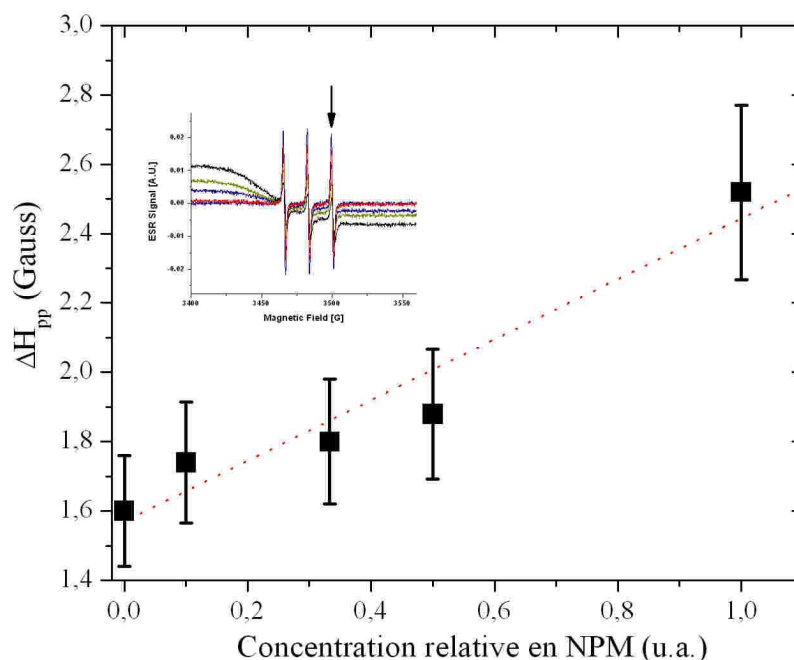 3,0
2,8
2,6
2,4
2,2
2,0
1,8
1,6
1,4
ΔHpp (Gauss)
0,0 0,2 0,4 0,6 0,8 1,0
Concentration relative en NPM (u.a.)
0.02
0.01
0.00
-0.01
-0.02
ESR Signal [A.U.]
3400 3450 3500 3550
Magnetic Field [G]